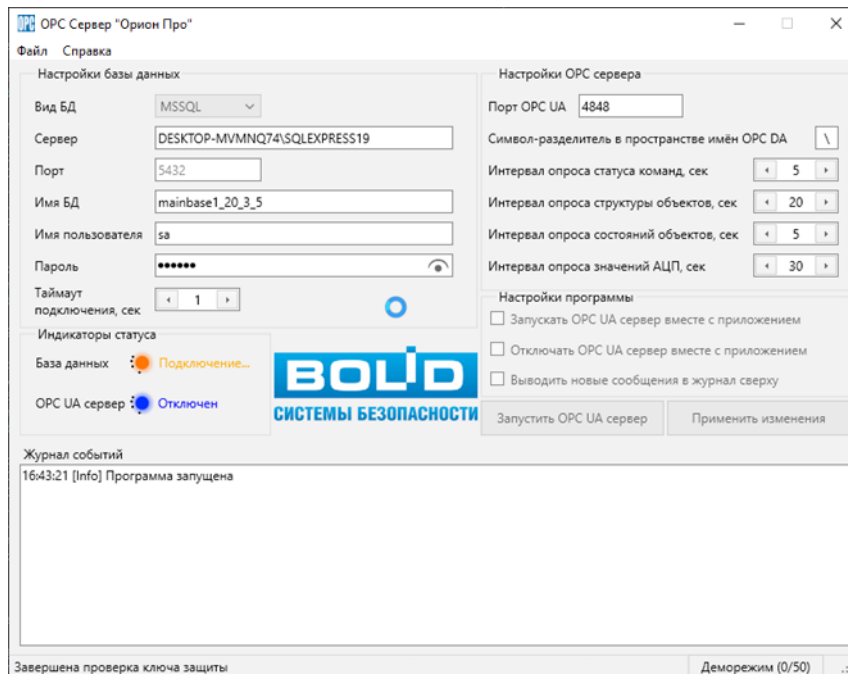 OPC Сервер "Орион Про"
Файл Справка
Настройки базы данных
Вид БД MSSQL
Сервер DESKTOP-MVMNQ74\SQLEXPRESS19
Порт 5432
Имя БД mainbase1_20_3_5
Имя пользователя sa
Пароль ••••••
Таймаут
подключения, сек 1
Индикаторы статуса
База данных Подключение...
OPC UA сервер Отключен
BOLID
СИСТЕМЫ БЕЗОПАСНОСТИ
Настройки OPC сервера
Порт OPC UA 4848
Символ-разделитель в пространстве имён OPC DA \
Интервал опроса статуса команд, сек 5
Интервал опроса структуры объектов, сек 20
Интервал опроса состояний объектов, сек 5
Интервал опроса значений АЦП, сек 30
Настройки программы
Запускать OPC UA сервер вместе с приложением
Отключать OPC UA сервер вместе с приложением
Выводить новые сообщения в журнал сверху
Запустить OPC UA сервер Применить изменения
Журнал событий
16:43:21 [Info] Программа запущена
Завершена проверка ключа защиты Деморежим (0/50)